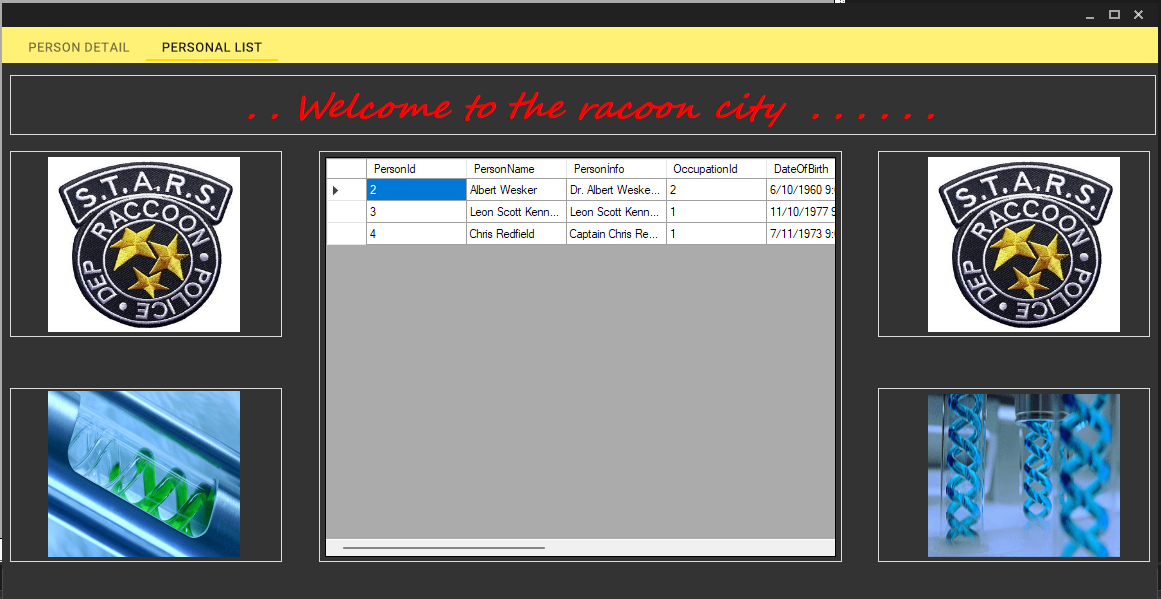 PERSON DETAIL PERSONAL LIST
. . Welcome to the racoon city . . . . . .
S.T.A.R.S.
RACCOON
POLICE DEP
PersonId PersonName PersonInfo OccupationId DateOfBirth
2 Albert Wesker Dr. Albert Weske... 2 6/10/1960 9:
3 Leon Scott Kenn... Leon Scott Kenn... 1 11/10/1977 9
4 Chris Redfield Captain Chris Re... 1 7/11/1973 9:
S.T.A.R.S.
RACCOON
POLICE DEP